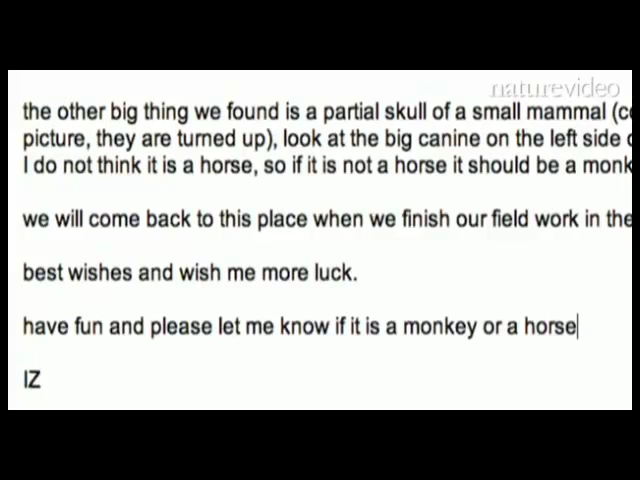 naturevideo
the other big thing we found is a partial skull of a small mammal
picture, they are turned up), look at the big canine on the left side
I do not think it is a horse, so if it is not a horse it should be a
we will come back to this place when we finish our field work in the
best wishes and wish me more luck.
have fun and please let me know if it is a monkey or a horse
IZ